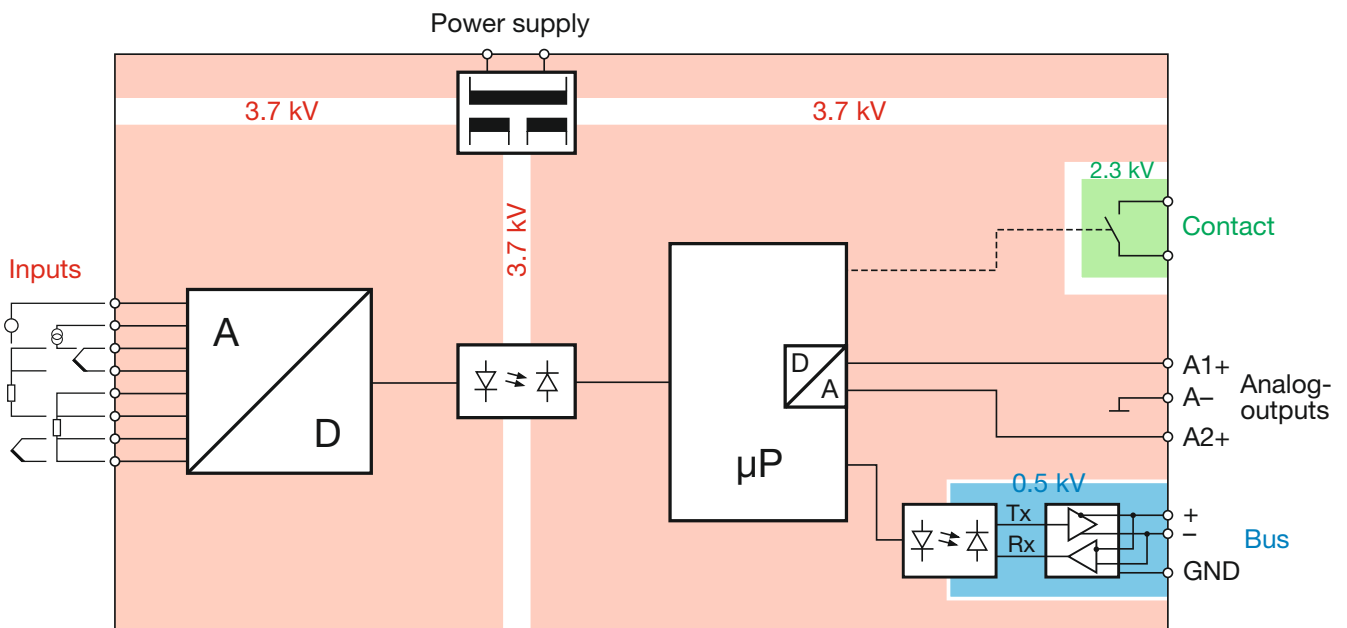 Power supply
3.7 kV
3.7 kV
2.3 kV
Contact
3.7 kV
Inputs
A
D
D
A
µP
A1+
A–
A2+
Analog-
outputs
0.5 kV
Tx
Rx
+
–
GND
Bus